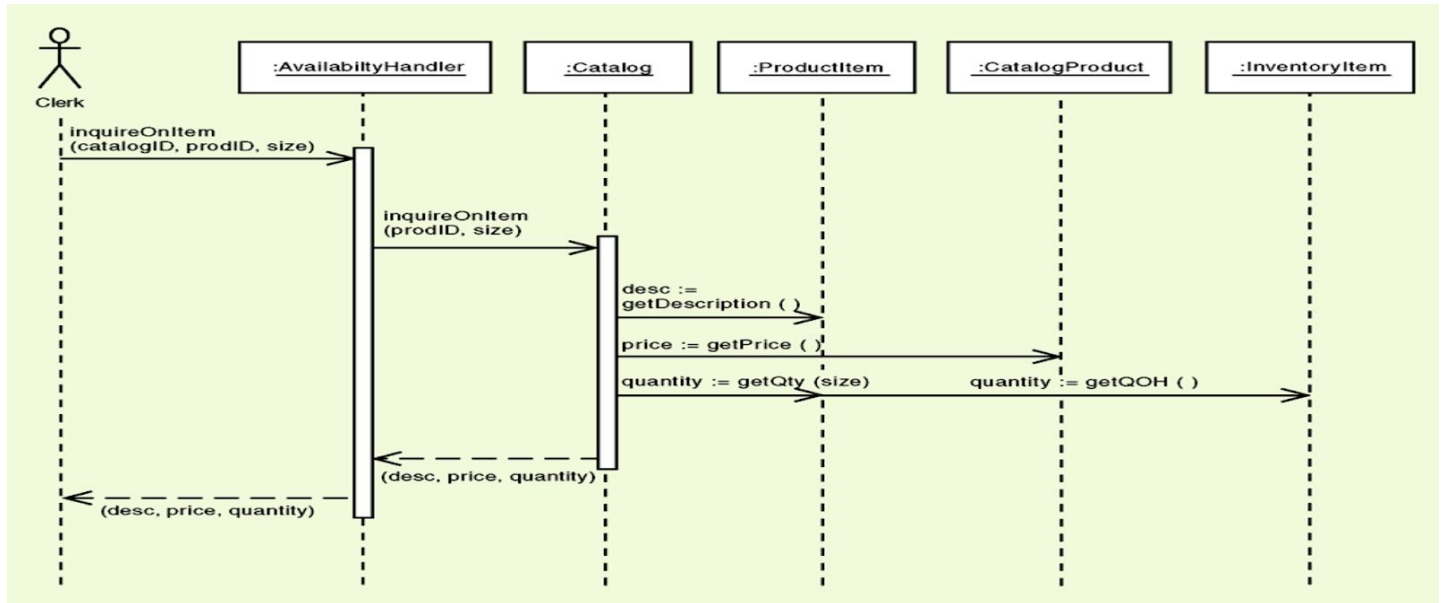 :AvailabiltyHandler
:Catalog
:ProductItem
:CatalogProduct
:InventoryItem
Clerk
inquireOnItem
(catalogID, prodID, size)
inquireOnItem
(prodID, size)
desc :=
getDescription ( )
price := getPrice ( )
quantity := getQty (size)
quantity := getQOH ( )
(desc, price, quantity)
(desc, price, quantity)